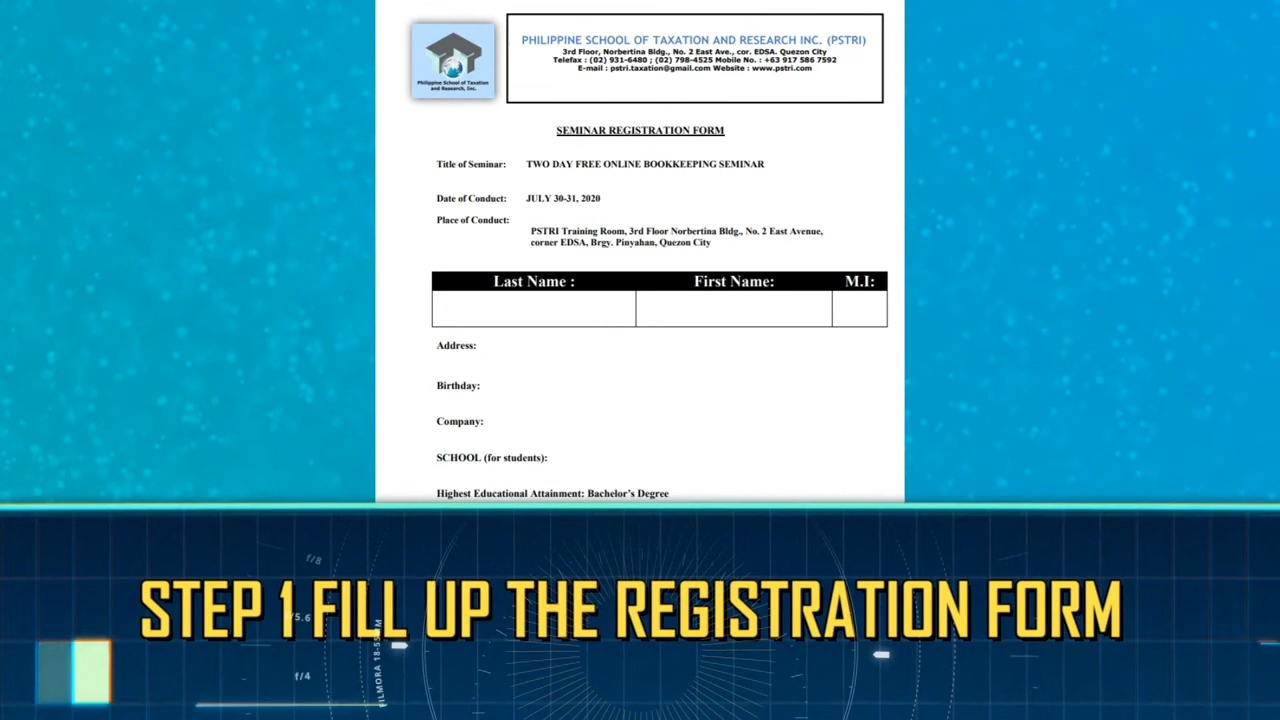 Philippine School of Taxation
and Research, Inc.
PHILIPPINE SCHOOL OF TAXATION AND RESEARCH INC. (PSTRI)
3rd Floor, Norbertina Bldg., No. 2 East Ave., cor. EDSA. Quezon City
Telefax : (02) 931-6480 ; (02) 798-4525 Mobile No. : +63 917 586 7592
E-mail : pstri.taxation@gmail.com Website : www.pstri.com
SEMINAR REGISTRATION FORM
Title of Seminar: TWO DAY FREE ONLINE BOOKKEEPING SEMINAR
Date of Conduct: JULY 30-31, 2020
Place of Conduct:
PSTRI Training Room, 3rd Floor Norbertina Bldg., No. 2 East Avenue,
corner EDSA, Brgy. Pinyahan, Quezon City
Last Name : First Name: M.I:
Address:
Birthday:
Company:
SCHOOL (for students):
Highest Educational Attainment: Bachelor's Degree
f/8
STEP 1 FILL UP THE REGISTRATION FORM
/5.6
f/4